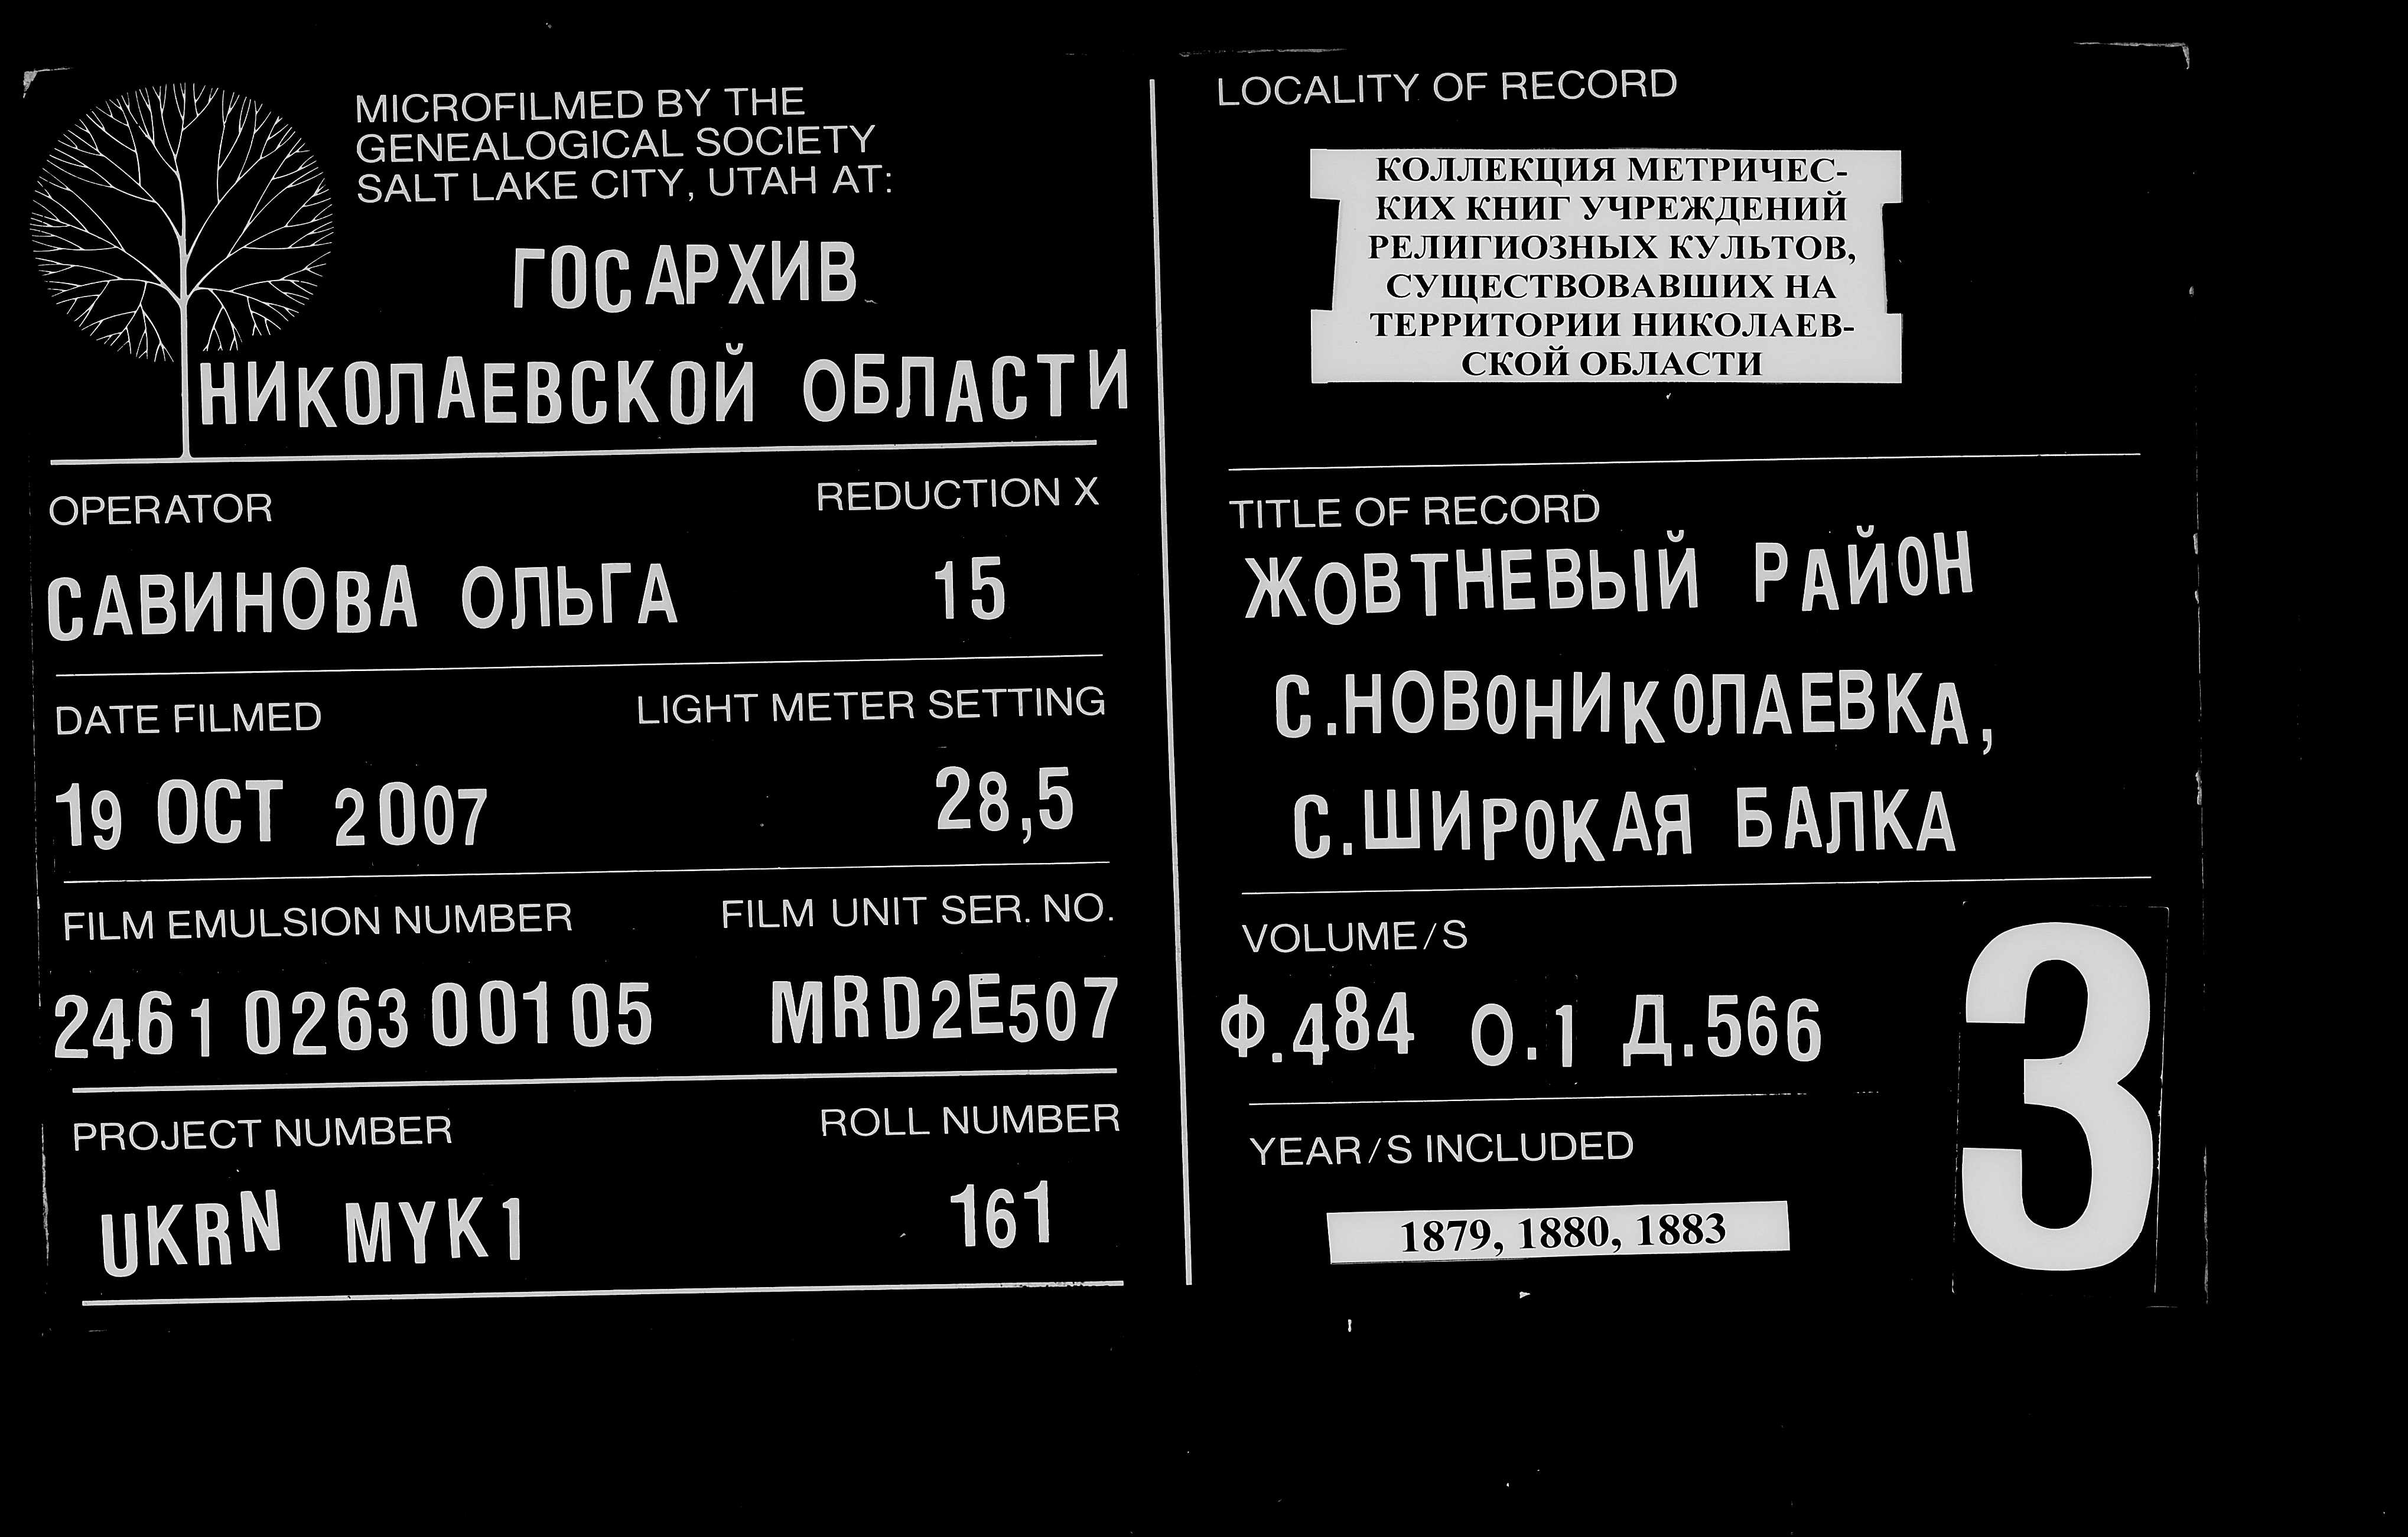 MICROFILMED BY THE
GENEALOGICAL SOCIETY
SALT LAKE CITY, UTAH AT:
ГОСАРХИВ
НИКОЛАЕВСКОЙ ОБЛАСТИ
OPERATOR REDUCTION X
САВИНОВА ОЛЬГА 15
DATE FILMED LIGHT METER SETTING
19 OCT 2007 28,5
FILM EMULSION NUMBER FILM UNIT SER. NO.
2461 0263 00105 MRD2E507
PROJECT NUMBER ROLL NUMBER
UKRN MYK1 161
LOCALITY OF RECORD
КОЛЛЕКЦИЯ МЕТРИЧЕС-
КИХ КНИГ УЧРЕЖДЕНИЙ
РЕЛИГИОЗНЫХ КУЛЬТОВ,
СУЩЕСТВОВАВШИХ НА
ТЕРРИТОРИИ НИКОЛАЕВ-
СКОЙ ОБЛАСТИ
TITLE OF RECORD
ЖОВТНЕВЫЙ РАЙОН
С.НОВОНИКОЛАЕВКА,
С.ШИРОКАЯ БАЛКА
VOLUME/S
Ф.484 О.1 Д.566
YEAR/S INCLUDED
1879, 1880, 1883
3